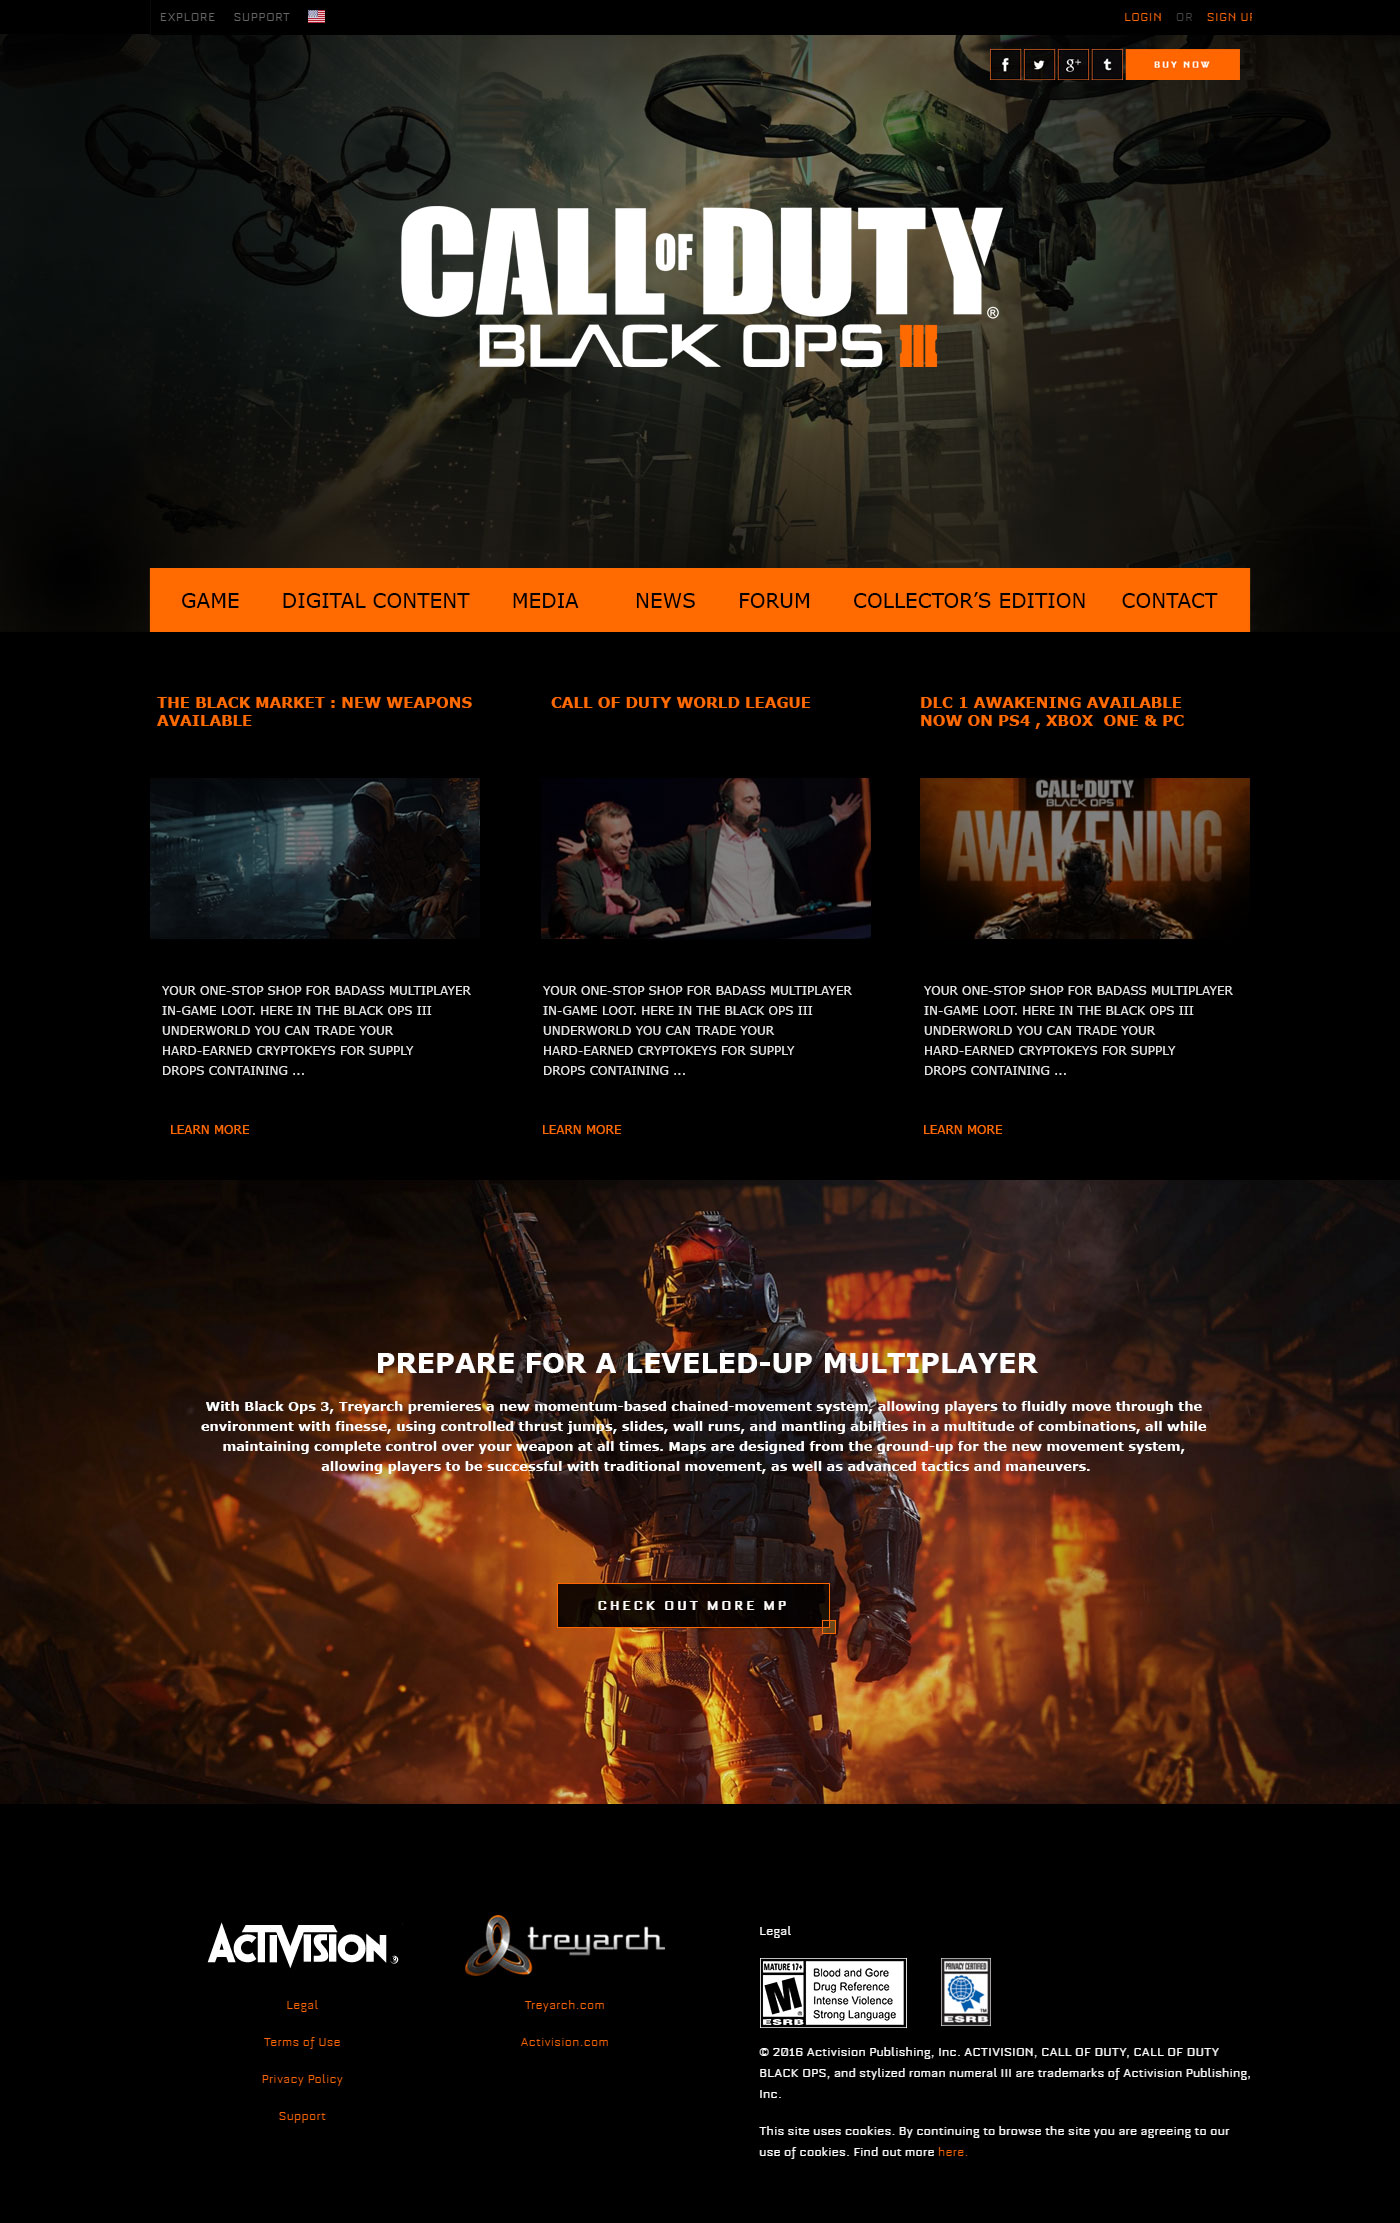 EXPLORE SUPPORT
LOGIN OR SIGN UP
f g+ t BUY NOW
425
CALL OF DUTY®
BLACK OPS III
GAME DIGITAL CONTENT MEDIA NEWS FORUM COLLECTOR’S EDITION CONTACT
THE BLACK MARKET : NEW WEAPONS
AVAILABLE
CALL OF DUTY WORLD LEAGUE
DLC 1 AWAKENING AVAILABLE
NOW ON PS4 , XBOX ONE & PC
CALL OF DUTY
BLACK OPS III
AWAKENING
YOUR ONE-STOP SHOP FOR BADASS MULTIPLAYER
IN-GAME LOOT. HERE IN THE BLACK OPS III
UNDERWORLD YOU CAN TRADE YOUR
HARD-EARNED CRYPTOKEYS FOR SUPPLY
DROPS CONTAINING ...
LEARN MORE
YOUR ONE-STOP SHOP FOR BADASS MULTIPLAYER
IN-GAME LOOT. HERE IN THE BLACK OPS III
UNDERWORLD YOU CAN TRADE YOUR
HARD-EARNED CRYPTOKEYS FOR SUPPLY
DROPS CONTAINING ...
LEARN MORE
YOUR ONE-STOP SHOP FOR BADASS MULTIPLAYER
IN-GAME LOOT. HERE IN THE BLACK OPS III
UNDERWORLD YOU CAN TRADE YOUR
HARD-EARNED CRYPTOKEYS FOR SUPPLY
DROPS CONTAINING ...
LEARN MORE
PREPARE FOR A LEVELED-UP MULTIPLAYER
With Black Ops 3, Treyarch premieres a new momentum-based chained-movement system, allowing players to fluidly move through the
environment with finesse, using controlled thrust jumps, slides, wall runs, and mantling abilities in a multitude of combinations, all while
maintaining complete control over your weapon at all times. Maps are designed from the ground-up for the new movement system,
allowing players to be successful with traditional movement, as well as advanced tactics and maneuvers.
CHECK OUT MORE MP
ACTIVISION
Legal
Terms of Use
Privacy Policy
Support
treyarch
Treyarch.com
Activision.com
Legal
MATURE 17+
M®
ESRB
Blood and Gore
Drug Reference
Intense Violence
Strong Language
PRIVACY CERTIFIED
™
ESRB
© 2016 Activision Publishing, Inc. ACTIVISION, CALL OF DUTY, CALL OF DUTY
BLACK OPS, and stylized roman numeral III are trademarks of Activision Publishing,
Inc.
This site uses cookies. By continuing to browse the site you are agreeing to our
use of cookies. Find out more here.